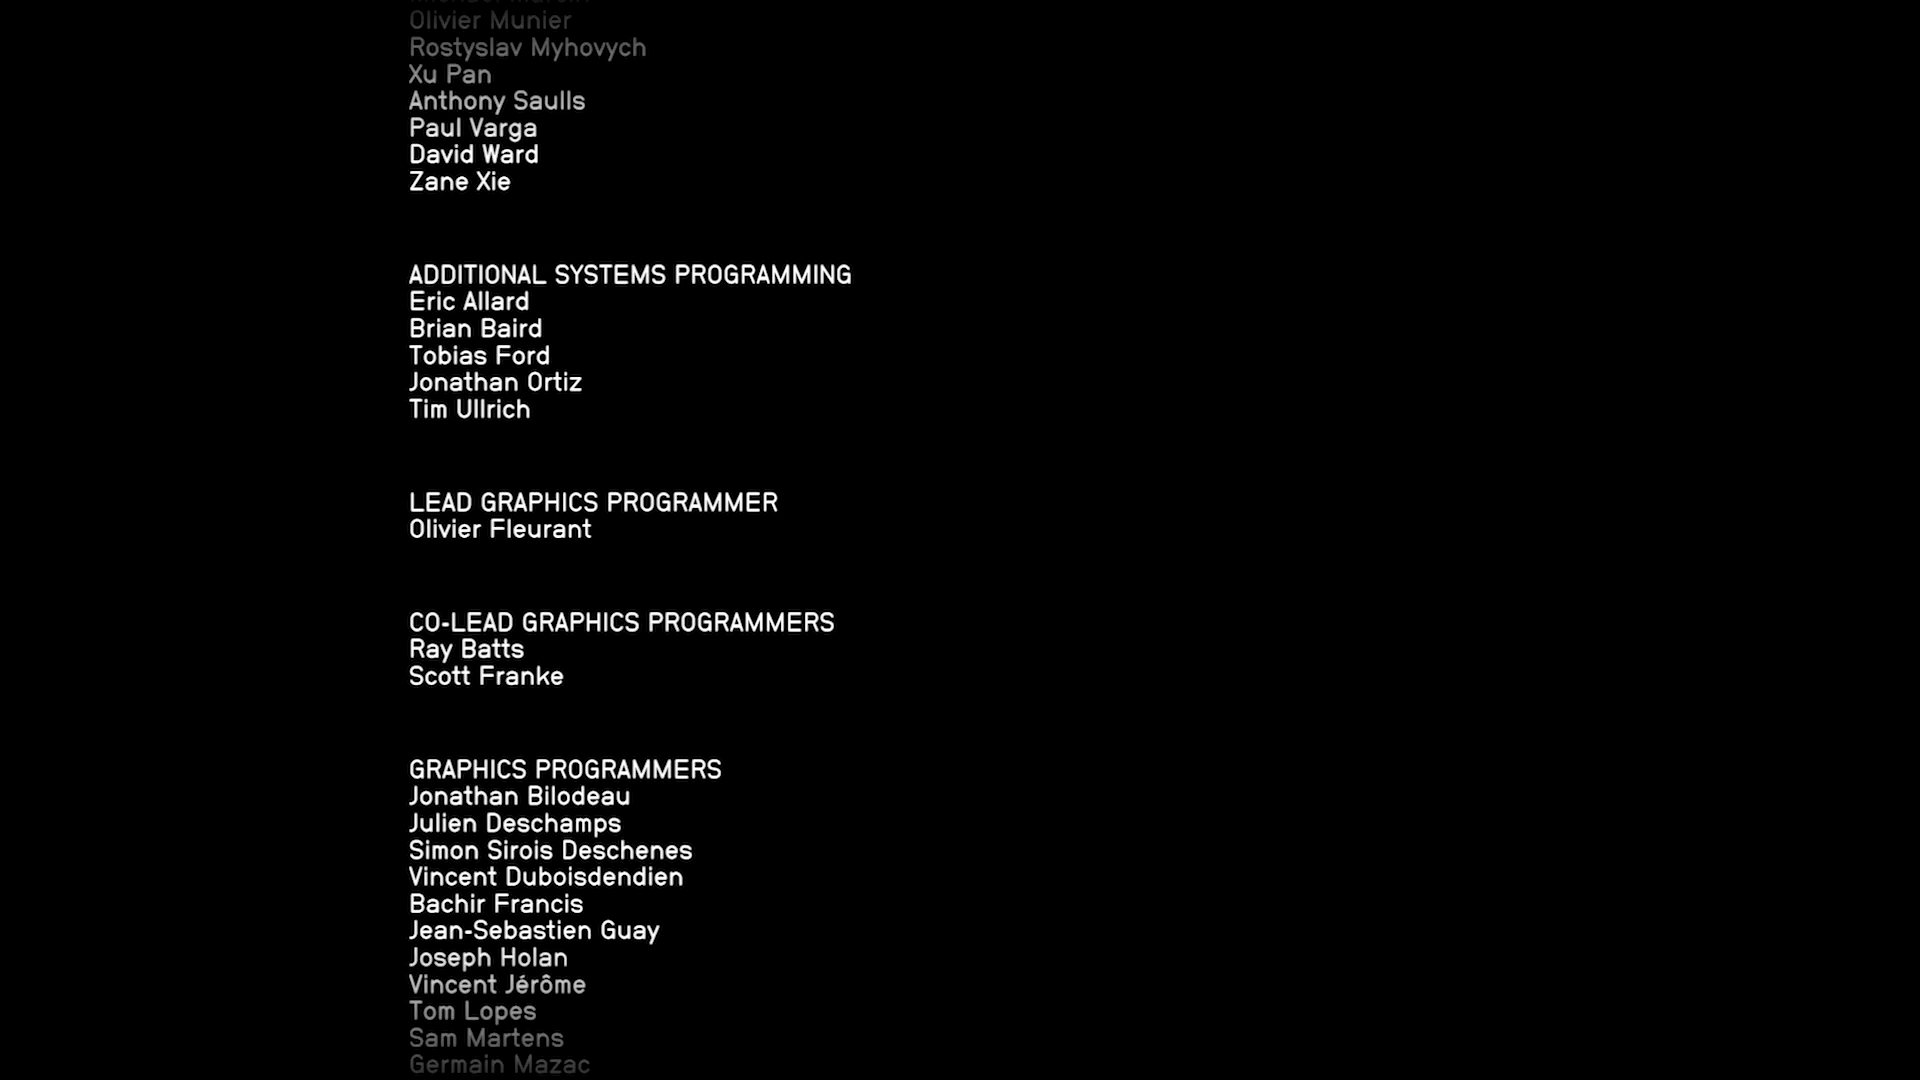 Olivier Munier
Rostyslav Myhovych
Xu Pan
Anthony Saulls
Paul Varga
David Ward
Zane Xie
ADDITIONAL SYSTEMS PROGRAMMING
Eric Allard
Brian Baird
Tobias Ford
Jonathan Ortiz
Tim Ullrich
LEAD GRAPHICS PROGRAMMER
Olivier Fleurant
CO-LEAD GRAPHICS PROGRAMMERS
Ray Batts
Scott Franke
GRAPHICS PROGRAMMERS
Jonathan Bilodeau
Julien Deschamps
Simon Sirois Deschenes
Vincent Duboisdendien
Bachir Francis
Jean-Sebastien Guay
Joseph Holan
Vincent Jérôme
Tom Lopes
Sam Martens
Germain Mazac